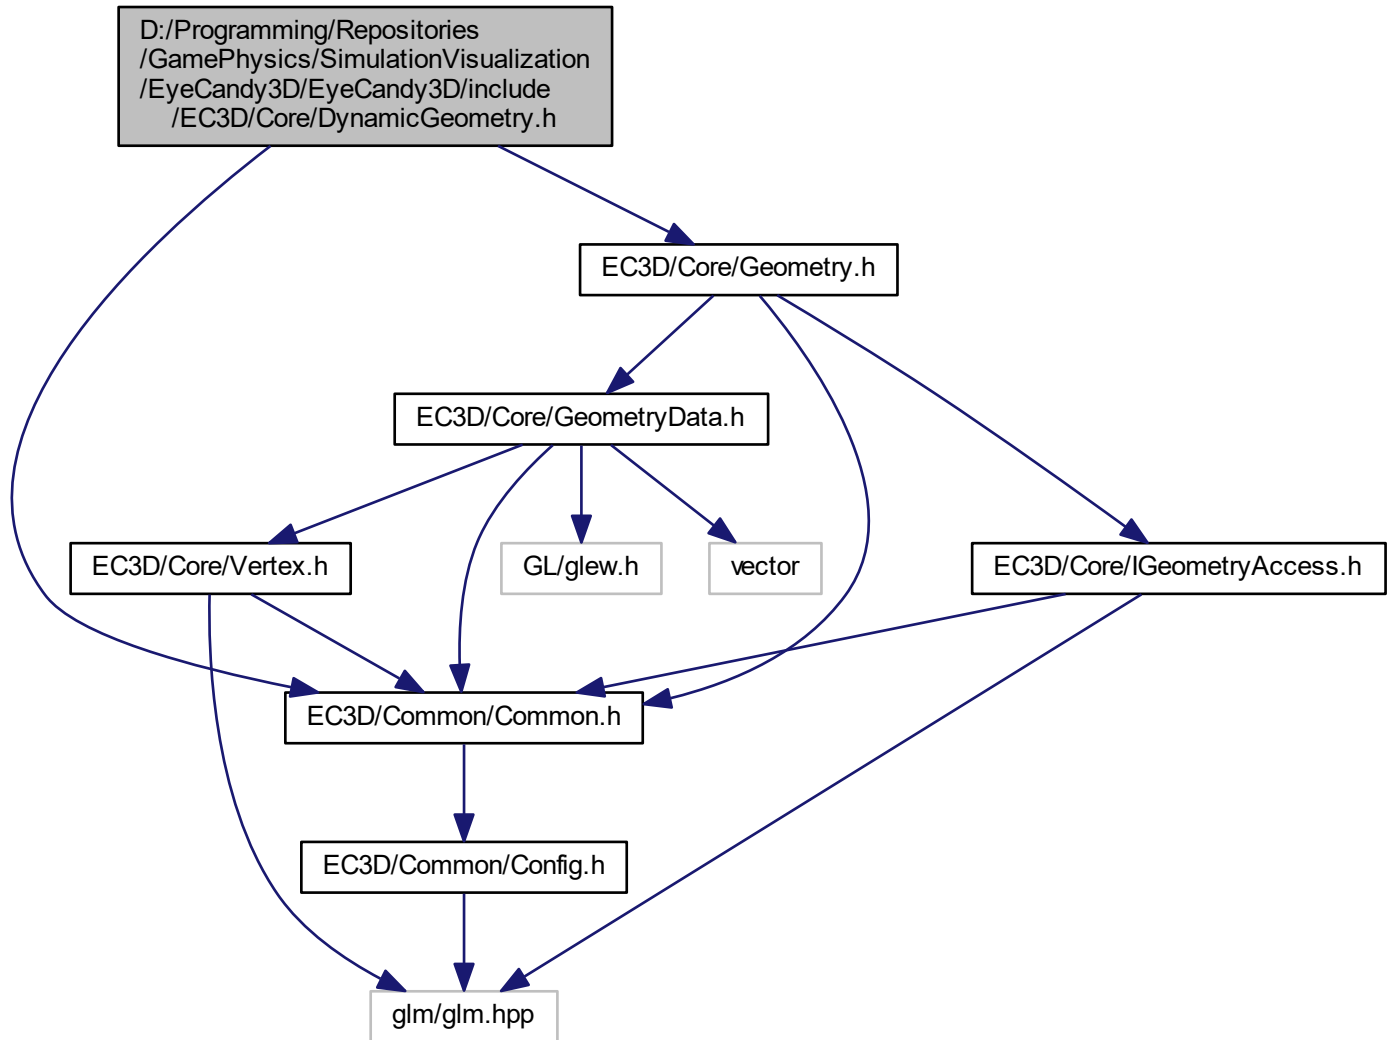 D:/Programming/Repositories
/GamePhysics/SimulationVisualization
/EyeCandy3D/EyeCandy3D/include
/EC3D/Core/DynamicGeometry.h
EC3D/Core/Geometry.h
EC3D/Core/GeometryData.h
EC3D/Core/Vertex.h
GL/glew.h
vector
EC3D/Core/IGeometryAccess.h
EC3D/Common/Common.h
EC3D/Common/Config.h
glm/glm.hpp